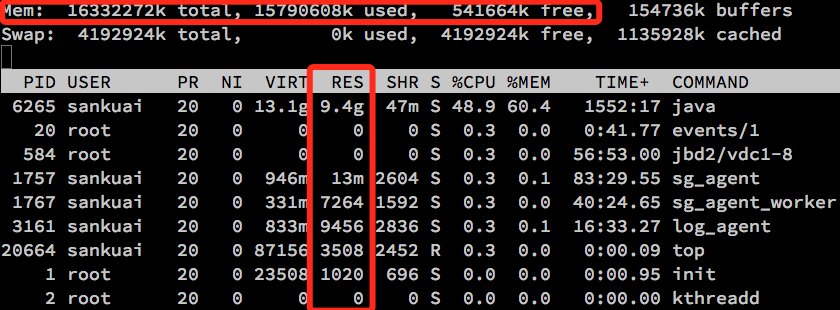 Mem:  16332272k total, 15790608k used,   541664k free,   154736k buffers
Swap:  4192924k total,        0k used,  4192924k free,  1135928k cached
  PID USER      PR  NI  VIRT  RES  SHR S %CPU %MEM    TIME+  COMMAND
 6265 sankuai   20   0 13.1g 9.4g  47m S 48.9 60.4   1552:17 java
   20 root      20   0     0    0    0 S  0.3  0.0   0:41.77 events/1
  584 root      20   0     0    0    0 S  0.3  0.0  56:53.00 jbd2/vdc1-8
 1757 sankuai   20   0  946m  13m 2604 S  0.3  0.1  83:29.55 sg_agent
 1767 sankuai   20   0  331m 7264 1592 S  0.3  0.0  40:24.65 sg_agent_worker
 3161 sankuai   20   0  833m 9456 2836 S  0.3  0.1  16:33.27 log_agent
20664 sankuai   20   0 87156 3508 2452 R  0.3  0.0   0:00.09 top
    1 root      20   0 23508 1020  696 S  0.0  0.0   0:00.95 init
    2 root      20   0     0    0    0 S  0.0  0.0   0:00.00 kthreadd